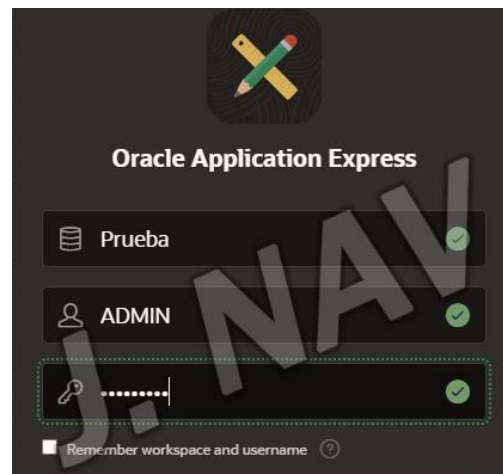 Oracle Application Express
Prueba
ADMIN
•••••••••
Remember workspace and username ?
J. NAV